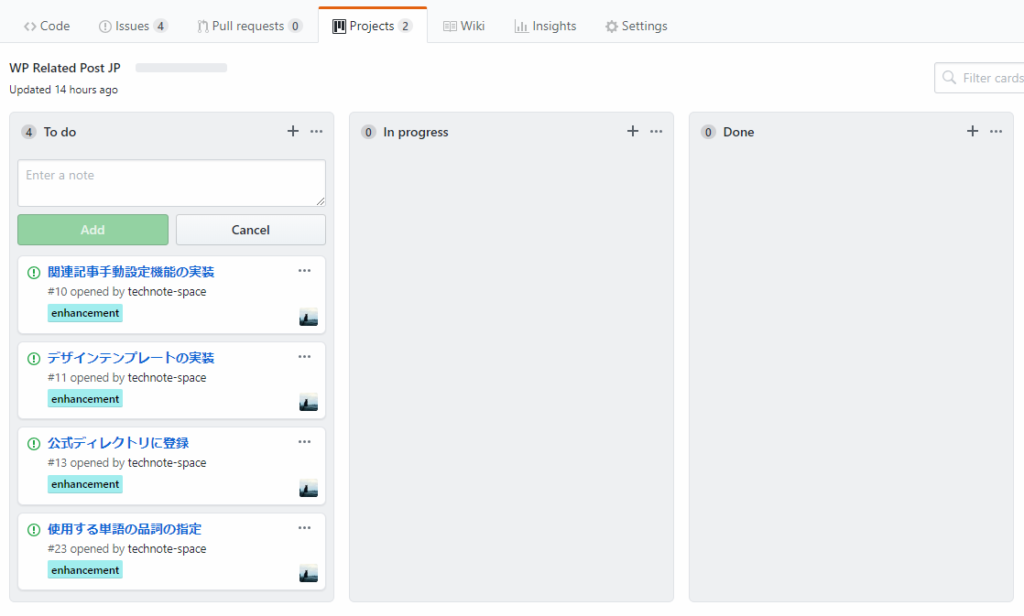 Code Issues 4 Pull requests 0 Projects 2 Wiki Insights Settings
WP Related Post JP
Updated 14 hours ago
Filter cards
4 To do
Enter a note
Add Cancel
関連記事手動設定機能の実装
#10 opened by technote-space
enhancement
デザインテンプレートの実装
#11 opened by technote-space
enhancement
公式ディレクトリに登録
#13 opened by technote-space
enhancement
使用する単語の品詞の指定
#23 opened by technote-space
enhancement
0 In progress
0 Done